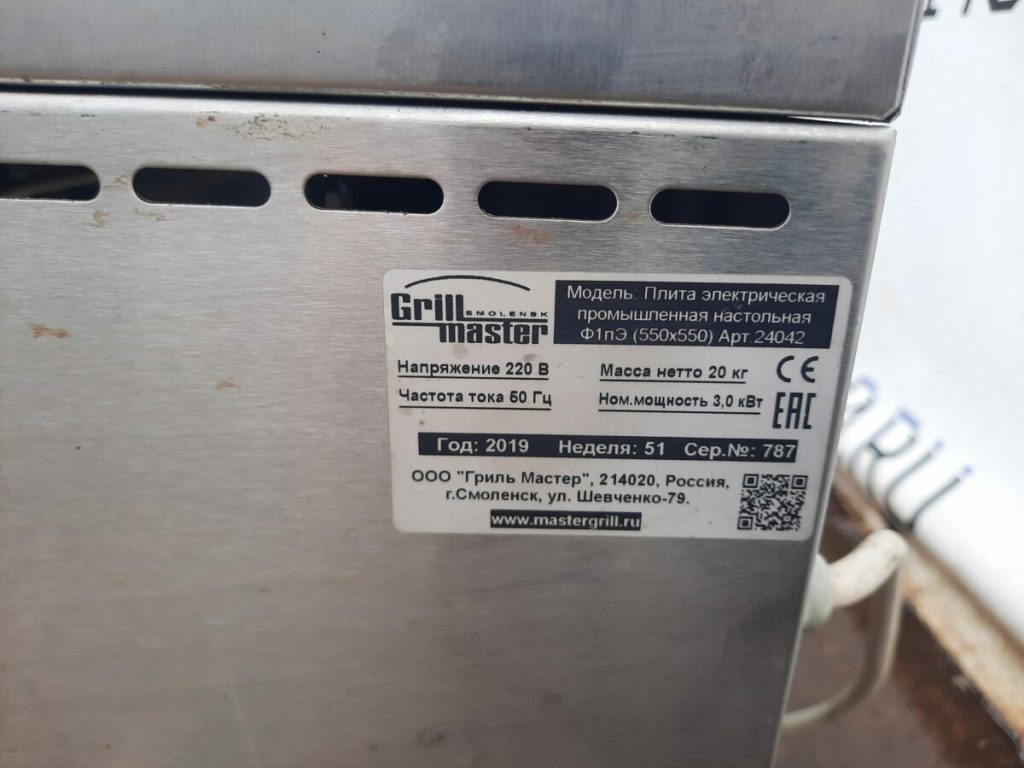 Grill
SMOLENSK
master
Модель: Плита электрическая
промышленная настольная
Ф1пЭ (550х550) Арт.24042
Напряжение 220 В
Масса нетто 20 кг
CE
Частота тока 50 Гц
Ном.мощность 3,0 кВт
EAC
Год: 2019 Неделя: 51 Сер.№: 787
ООО "Гриль Мастер", 214020, Россия,
г.Смоленск, ул. Шевченко-79.
www.mastergrill.ru